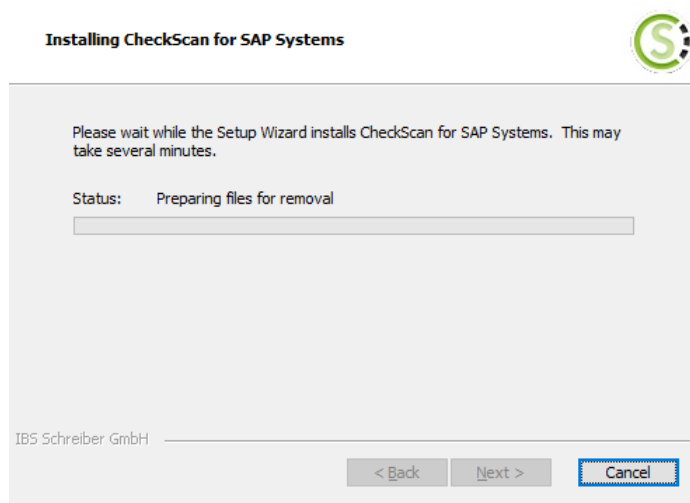 Installing CheckScan for SAP Systems
S
Please wait while the Setup Wizard installs CheckScan for SAP Systems.  This may
take several minutes.
Status: Preparing files for removal
IBS Schreiber GmbH
< Back Next > Cancel